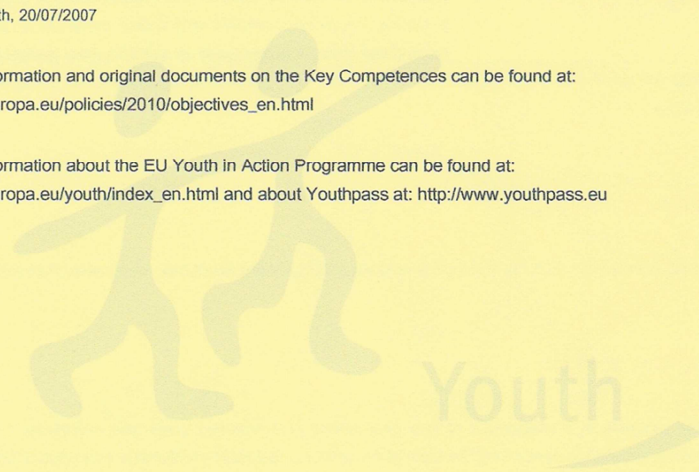 th, 20/07/2007
ormation and original documents on the Key Competences can be found at:
ropa.eu/policies/2010/objectives_en.html
ormation about the EU Youth in Action Programme can be found at:
ropa.eu/youth/index_en.html and about Youthpass at: http://www.youthpass.eu
Youth